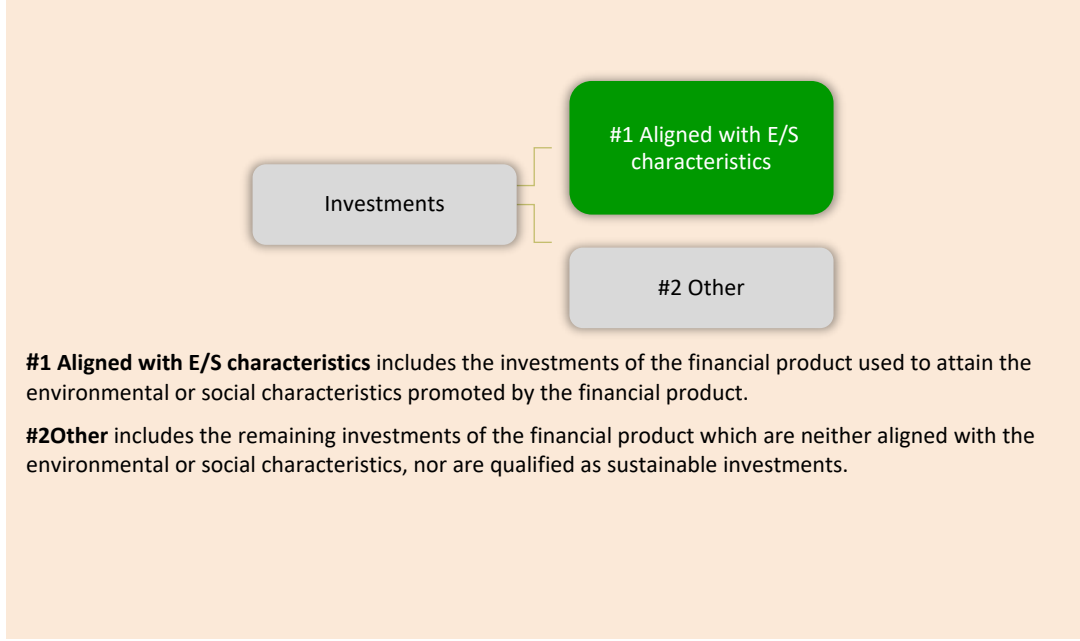 #1 Aligned with E/S
characteristics
Investments
#2 Other
#1 Aligned with E/S characteristics includes the investments of the financial product used to attain the
environmental or social characteristics promoted by the financial product.
#2Other includes the remaining investments of the financial product which are neither aligned with the
environmental or social characteristics, nor are qualified as sustainable investments.